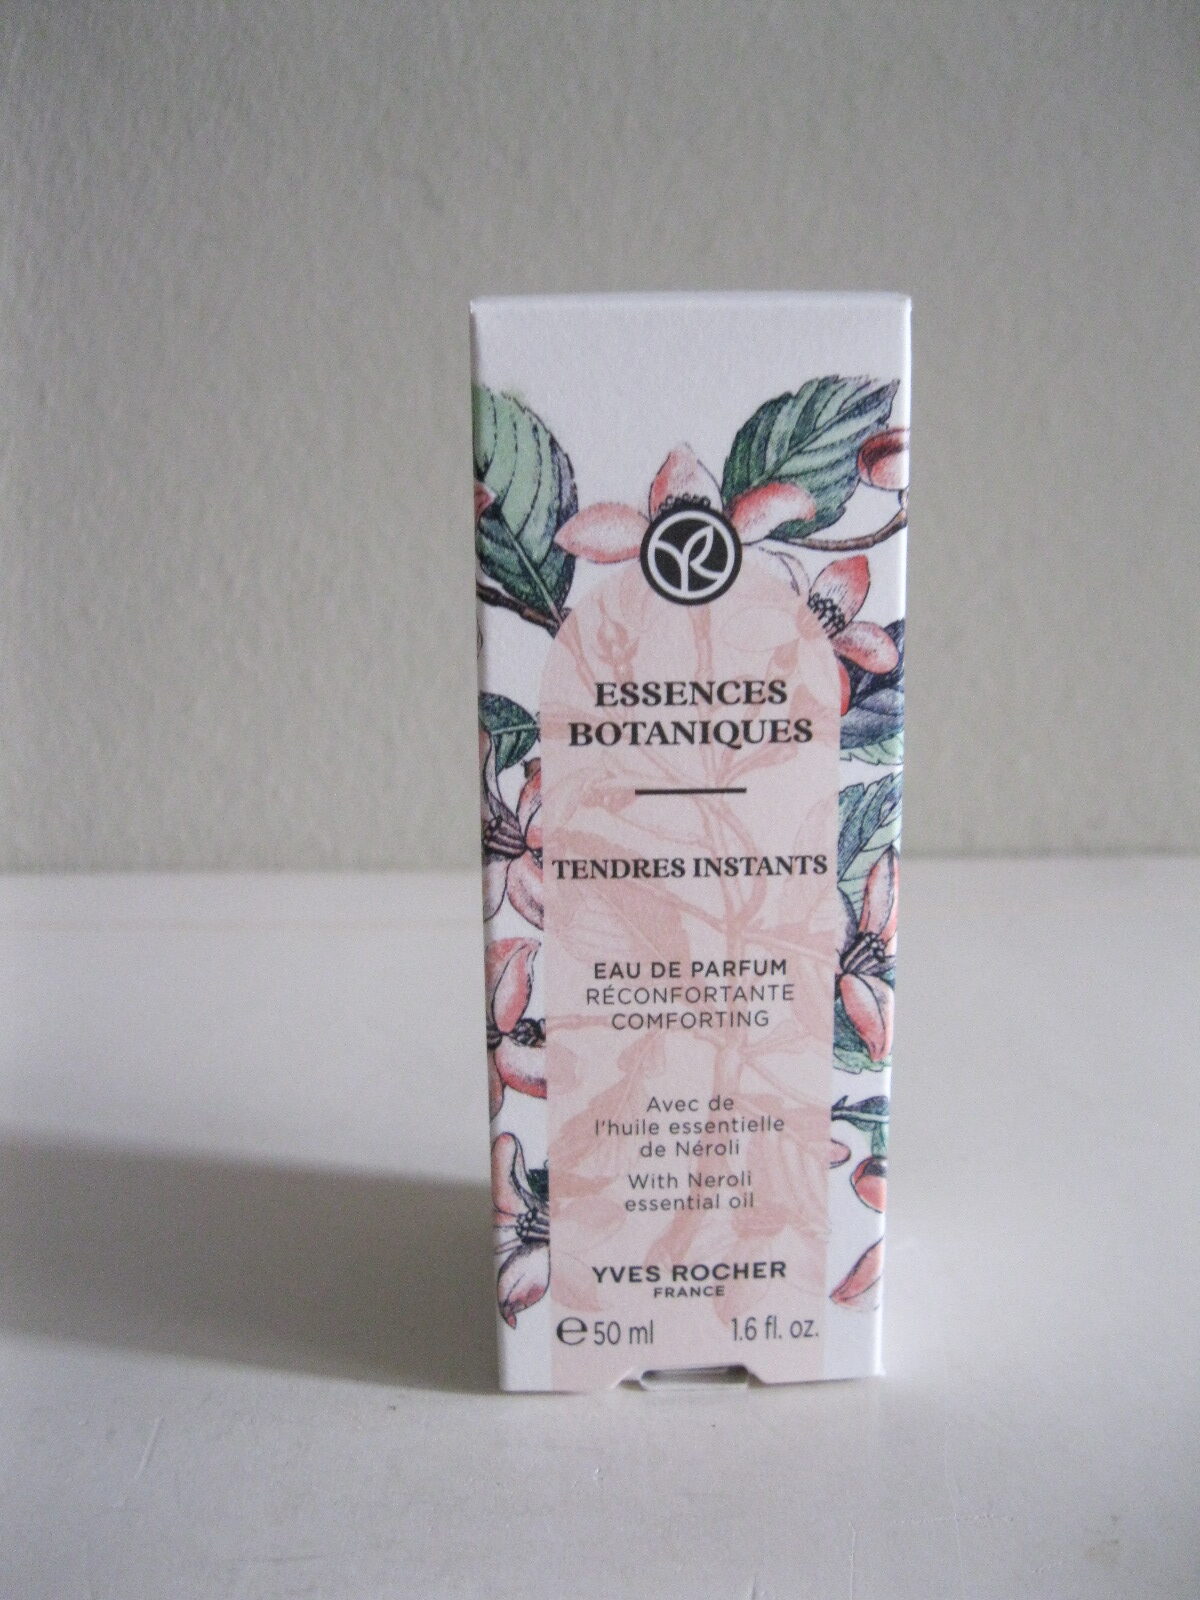 ESSENCES
BOTANIQUES
TENDRES INSTANTS
EAU DE PARFUM
RÉCONFORTANTE
COMFORTING
Avec de
l'huile essentielle
de Néroli
With Neroli
essential oil
YVES ROCHER
FRANCE
e 50 ml 1.6 fl. oz.